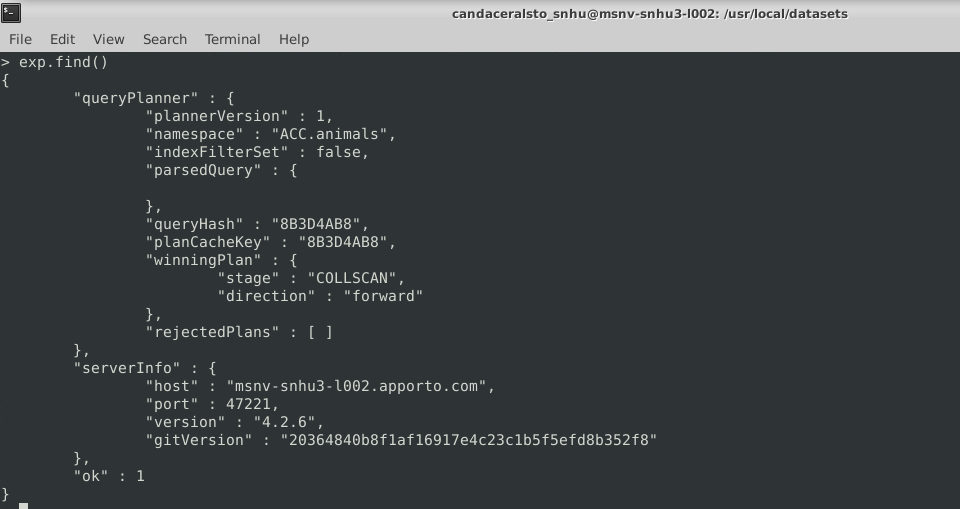 candaceralsto_snhu@msnv-snhu3-l002: /usr/local/datasets
File Edit View Search Terminal Help
> exp.find()
{
        "queryPlanner" : {
                "plannerVersion" : 1,
                "namespace" : "ACC.animals",
                "indexFilterSet" : false,
                "parsedQuery" : {

                },
                "queryHash" : "8B3D4AB8",
                "planCacheKey" : "8B3D4AB8",
                "winningPlan" : {
                        "stage" : "COLLSCAN",
                        "direction" : "forward"
                },
                "rejectedPlans" : [ ]
        },
        "serverInfo" : {
                "host" : "msnv-snhu3-l002.apporto.com",
                "port" : 47221,
                "version" : "4.2.6",
                "gitVersion" : "20364840b8f1af16917e4c23c1b5f5efd8b352f8"
        },
        "ok" : 1
}